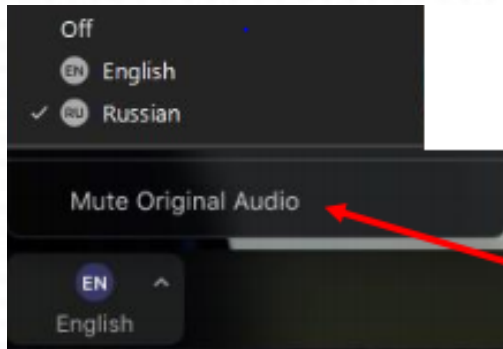 Off
EN English
RU Russian
Mute Original Audio
EN
English